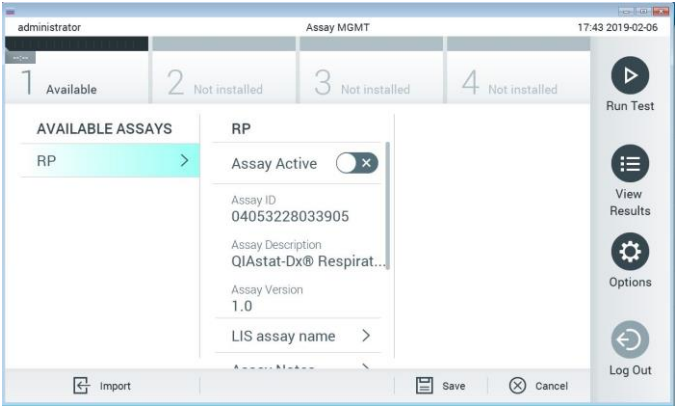 administrator
Assay MGMT
17:43 2019-02-06
--:--
1 Available
2 Not installed
3 Not installed
4 Not installed
Run Test
AVAILABLE ASSAYS
RP
RP
Assay Active
Assay ID
04053228033905
Assay Description
QIAstat-Dx® Respirat...
Assay Version
1.0
LIS assay name
Assay Notes
View
Results
Options
Log Out
Import
Save
Cancel